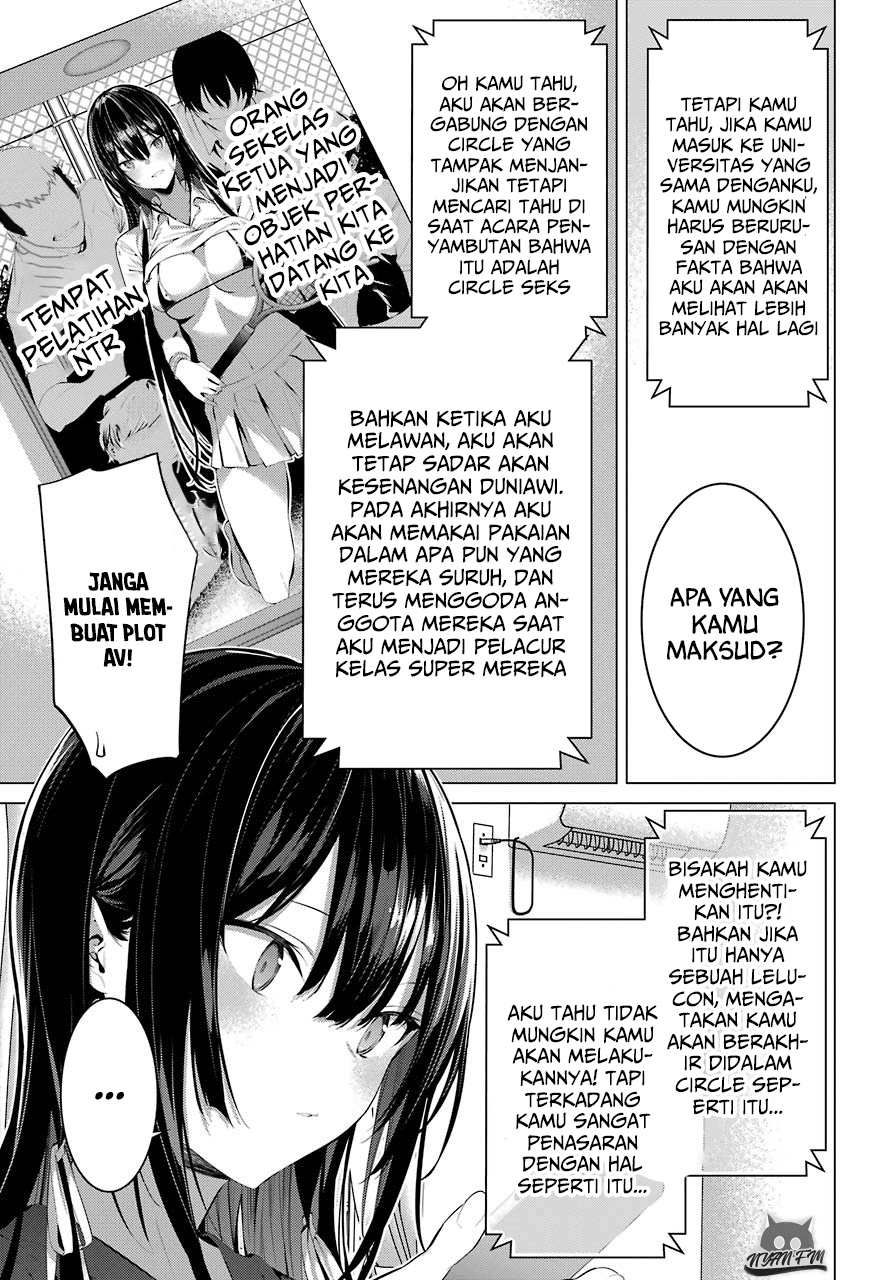 TETAPI KAMU
TAHU, JIKA KAMU
MASUK KE UNI-
VERSITAS YANG
SAMA DENGANKU,
KAMU MUNGKIN
HARUS BERURU-
SAN DENGAN
FAKTA BAHWA
AKU AKAN AKAN
MELIHAT LEBIH
BANYAK HAL LAGI
APA YANG
KAMU
MAKSUD?
OH KAMU TAHU,
AKU AKAN BER-
GABUNG DENGAN
CIRCLE YANG
TAMPAK MENJAN-
JIKAN TETAPI
MENCARI TAHU DI
SAAT ACARA PEN-
YAMBUTAN BAHWA
ITU ADALAH
CIRCLE SEKS
ORANG
SEKELAS
KETUA YANG
MENJADI
OBJEK PER-
HATIAN KITA
DATANG KE
KITA
TEMPAT
PELATIHAN
NTR
BAHKAN KETIKA AKU
MELAWAN, AKU AKAN
TETAP SADAR AKAN
KESENANGAN DUNIAWI.
PADA AKHIRNYA AKU
AKAN MEMAKAI PAKAIAN
DALAM APA PUN YANG
MEREKA SURUH, DAN
TERUS MENGGODA AN-
GGOTA MEREKA SAAT
AKU MENJADI PELACUR
KELAS SUPER MEREKA
JANGA
MULAI MEM-
BUAT PLOT
AV!
BISAKAH KAMU
MENGHENTI-
KAN ITU?!
BAHKAN JIKA
ITU HANYA
SEBUAH LELU-
CON, MENGA-
TAKAN KAMU
AKAN BERAKH-
IR DIDALAM
CIRCLE SEP-
ERTI ITU...
AKU TAHU TIDAK
MUNGKIN KAMU
AKAN MELAKU-
KANNYA! TAPI
TERKADANG
KAMU SANGAT
PENASARAN
DENGAN HAL
SEPERTI ITU...
...
NYAN FM